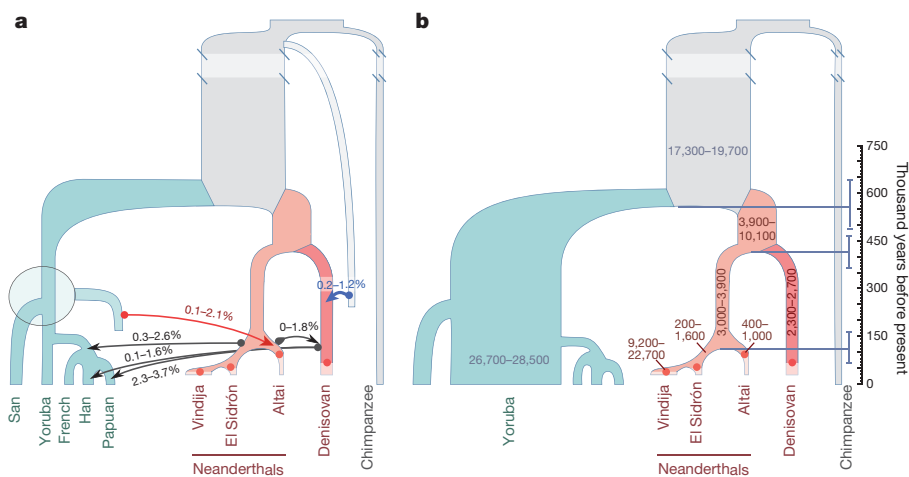 a
0.2–1.2%
0.1–2.1%
0–1.8%
0.3–2.6%
0.1–1.6%
2.3–3.7%
San
Yoruba
French
Han
Papuan
Vindija
El Sidrón
Altai
Denisovan
Chimpanzee
Neanderthals
b
17,300–19,700
3,900–
10,100
3,000–3,900
2,300–2,700
200–
1,600
400–
1,000
9,200–
22,700
26,700–28,500
Yoruba
Vindija
El Sidrón
Altai
Denisovan
Chimpanzee
Neanderthals
750
600
450
300
150
0
Thousand years before present